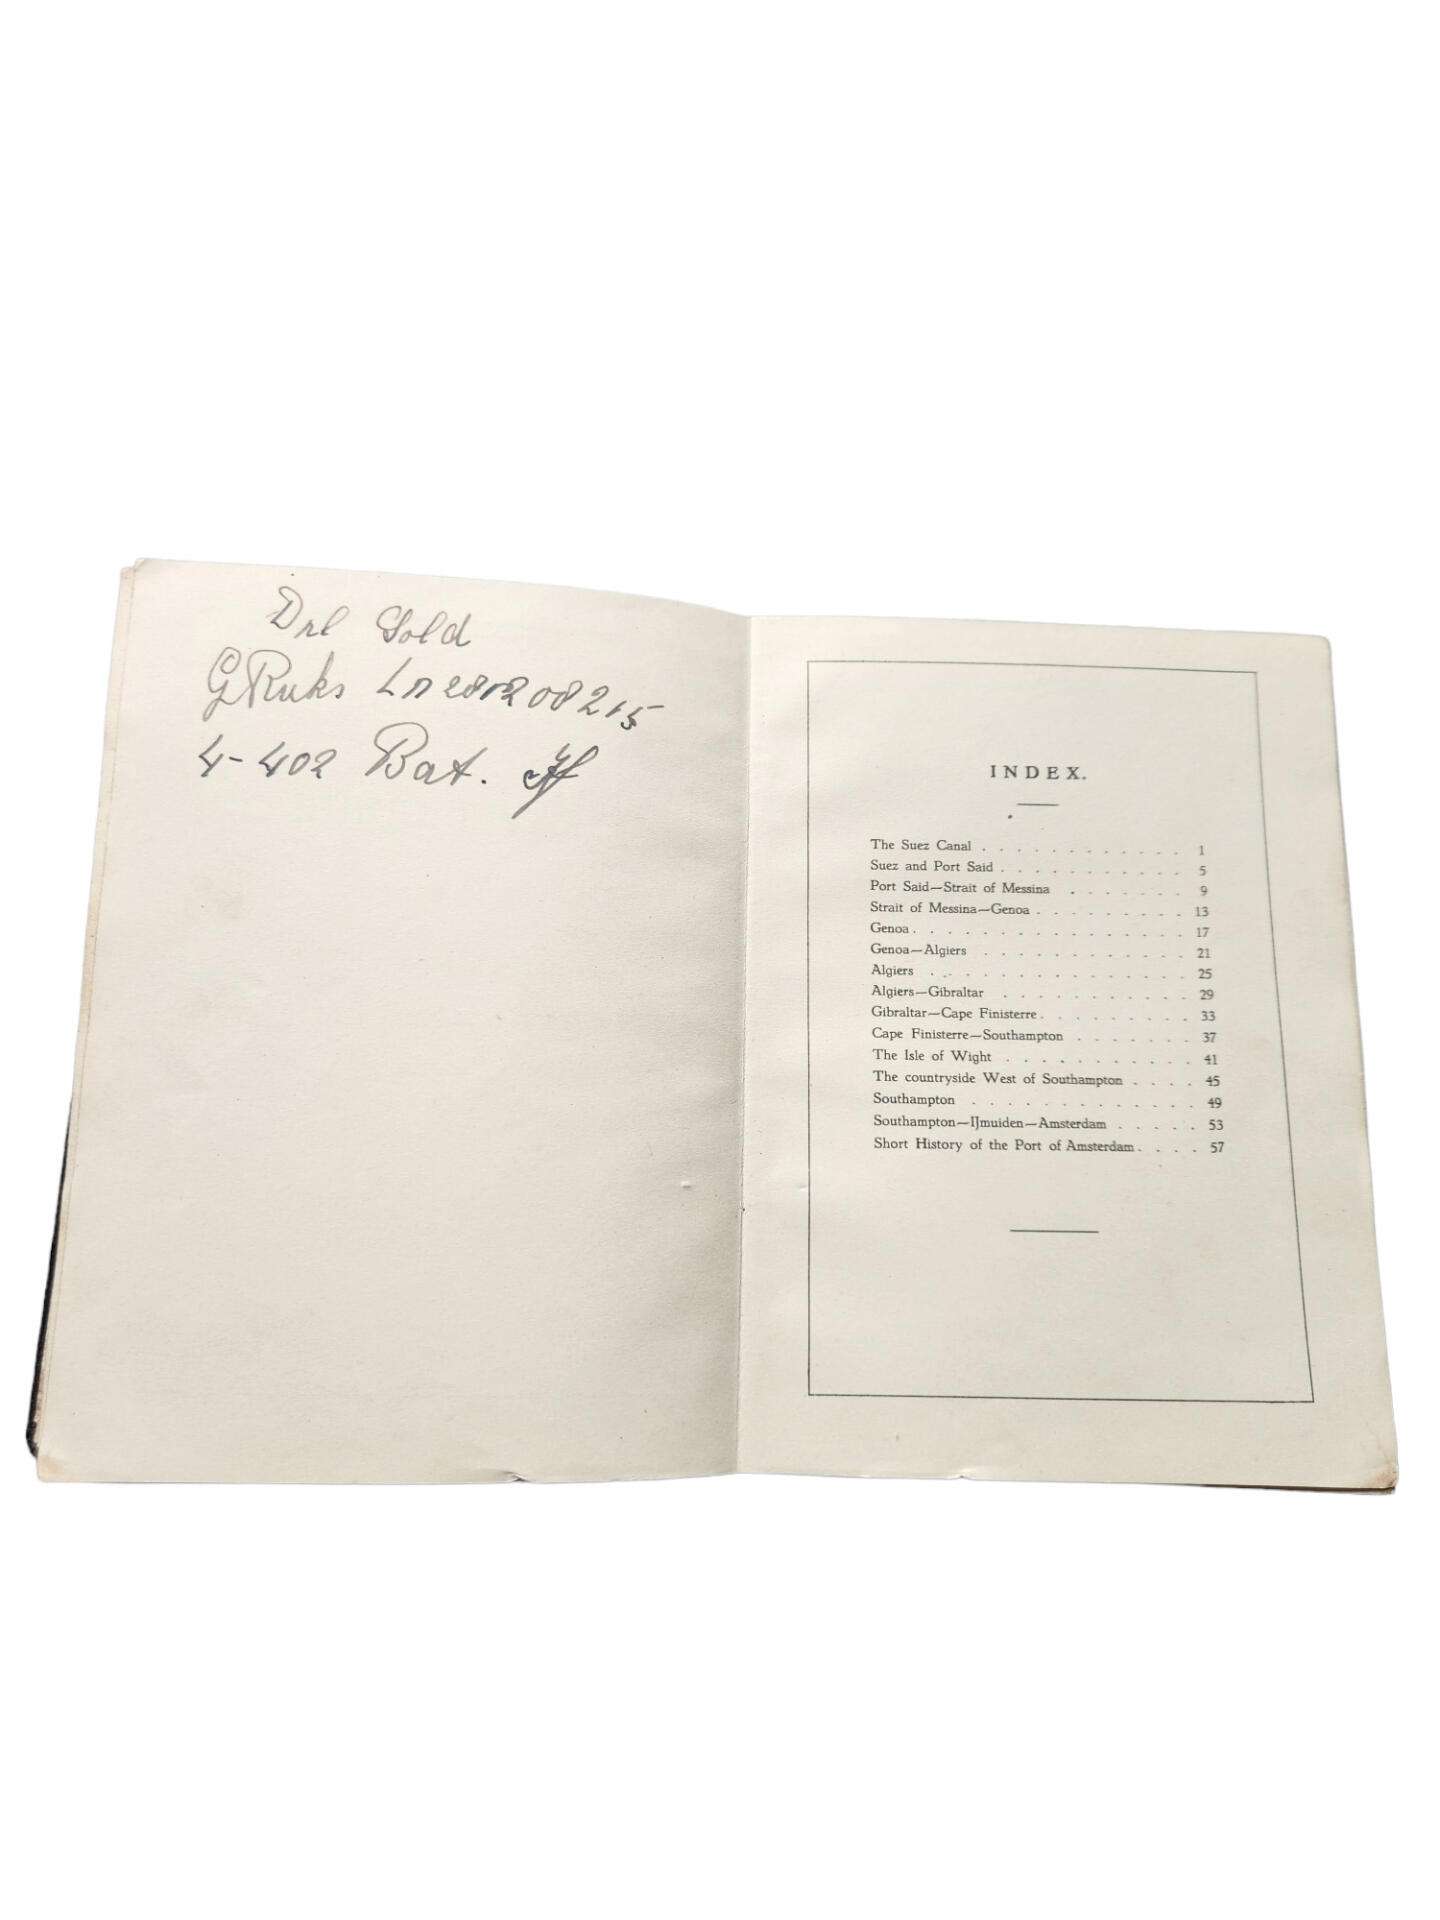 Drl Sold
G Ruks Ln 280208215
4-402 Bat.
INDEX.
The Suez Canal . . . . . . . . . . . . 1
Suez and Port Said . . . . . . . . . . . 5
Port Said—Strait of Messina . . . . . . . 9
Strait of Messina—Genoa . . . . . . . . . 13
Genoa . . . . . . . . . . . . . . . . 17
Genoa—Algiers . . . . . . . . . . . . 21
Algiers . . . . . . . . . . . . . . . 25
Algiers—Gibraltar . . . . . . . . . . . 29
Gibraltar—Cape Finisterre . . . . . . . . . 33
Cape Finisterre—Southampton . . . . . . . 37
The Isle of Wight . . . . . . . . . . . 41
The countryside West of Southampton . . . . 45
Southampton . . . . . . . . . . . . . 49
Southampton—IJmuiden—Amsterdam . . . . . 53
Short History of the Port of Amsterdam . . . . 57